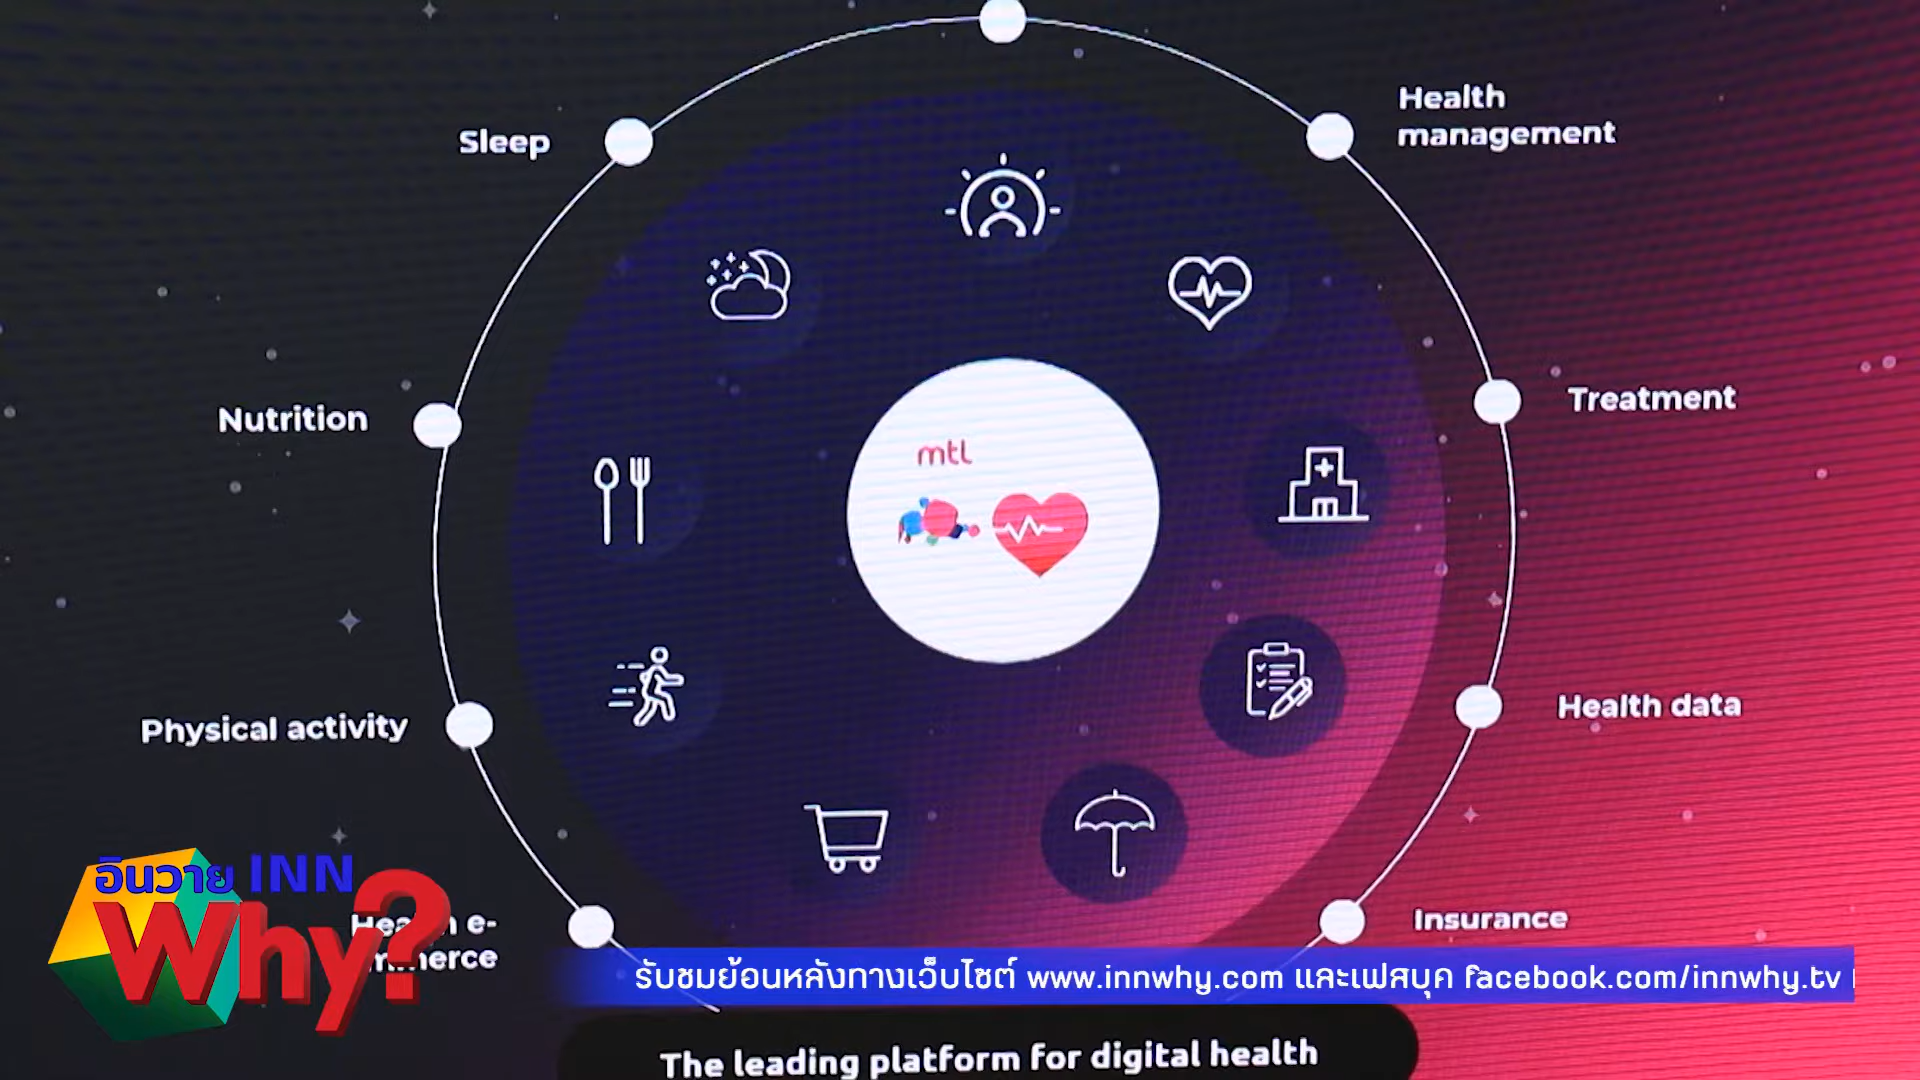 Sleep
Health
management
Nutrition
Treatment
mtl
Physical activity
Health data
Insurance
e-
อินวาย INN
Why?
รับชมย้อนหลังทางเว็บไซต์ www.innwhy.com และเฟสบุค facebook.com/innwhy.tv
The leading platform for digital health